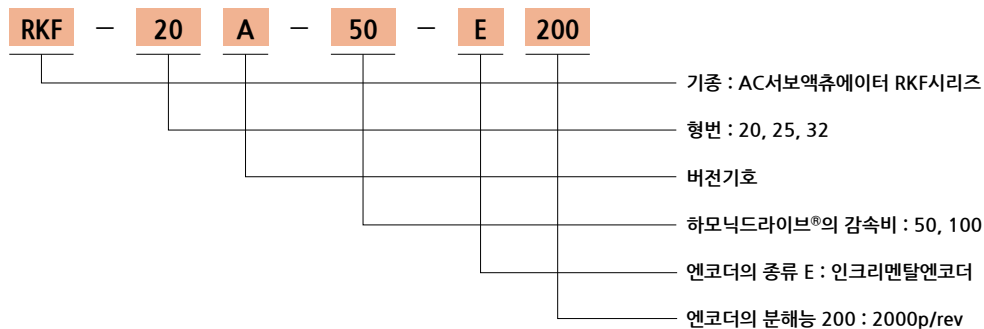 RKF - 20 A - 50 - E 200
기종 : AC서보액츄에이터 RKF시리즈
형번 : 20, 25, 32
버전기호
하모닉드라이브®의 감속비 : 50, 100
엔코더의 종류 E : 인크리멘탈엔코더
엔코더의 분해능 200 : 2000p/rev